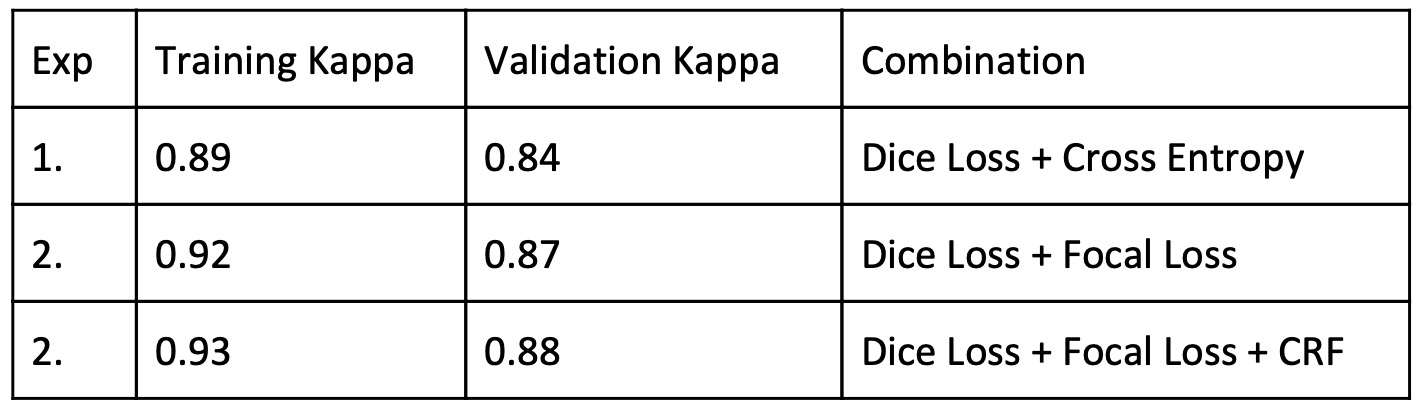 Exp Training Kappa Validation Kappa Combination
1. 0.89 0.84 Dice Loss + Cross Entropy
2. 0.92 0.87 Dice Loss + Focal Loss
2. 0.93 0.88 Dice Loss + Focal Loss + CRF